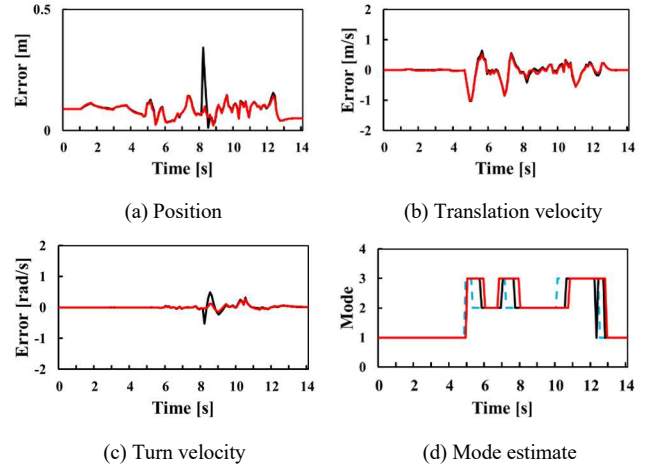 0.5
0
Error [m]
0 2 4 6 8 10 12 14
Time [s]
(a) Position
2
1
0
-1
-2
Error [m/s]
0 2 4 6 8 10 12 14
Time [s]
(b) Translation velocity
2
1
0
-1
-2
Error [rad/s]
0 2 4 6 8 10 12 14
Time [s]
(c) Turn velocity
4
3
2
1
0
Mode
0 2 4 6 8 10 12 14
Time [s]
(d) Mode estimate